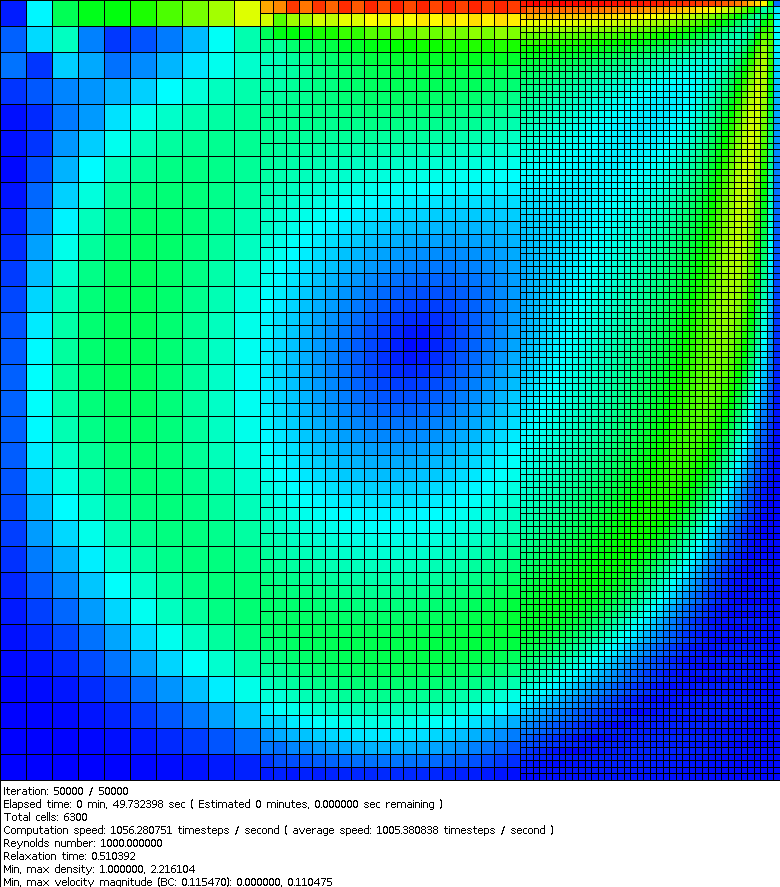 Iteration: 50000 / 50000
Elapsed time: 0 min, 49.732398 sec ( Estimated 0 minutes, 0.000000 sec remaining )
Total cells: 6300
Computation speed: 1056.280751 timesteps / second ( average speed: 1005.380838 timesteps / second )
Reynolds number: 1000.000000
Relaxation time: 0.510392
Min, max density: 1.000000, 2.216104
Min, max velocity magnitude (BC: 0.115470): 0.000000, 0.110475